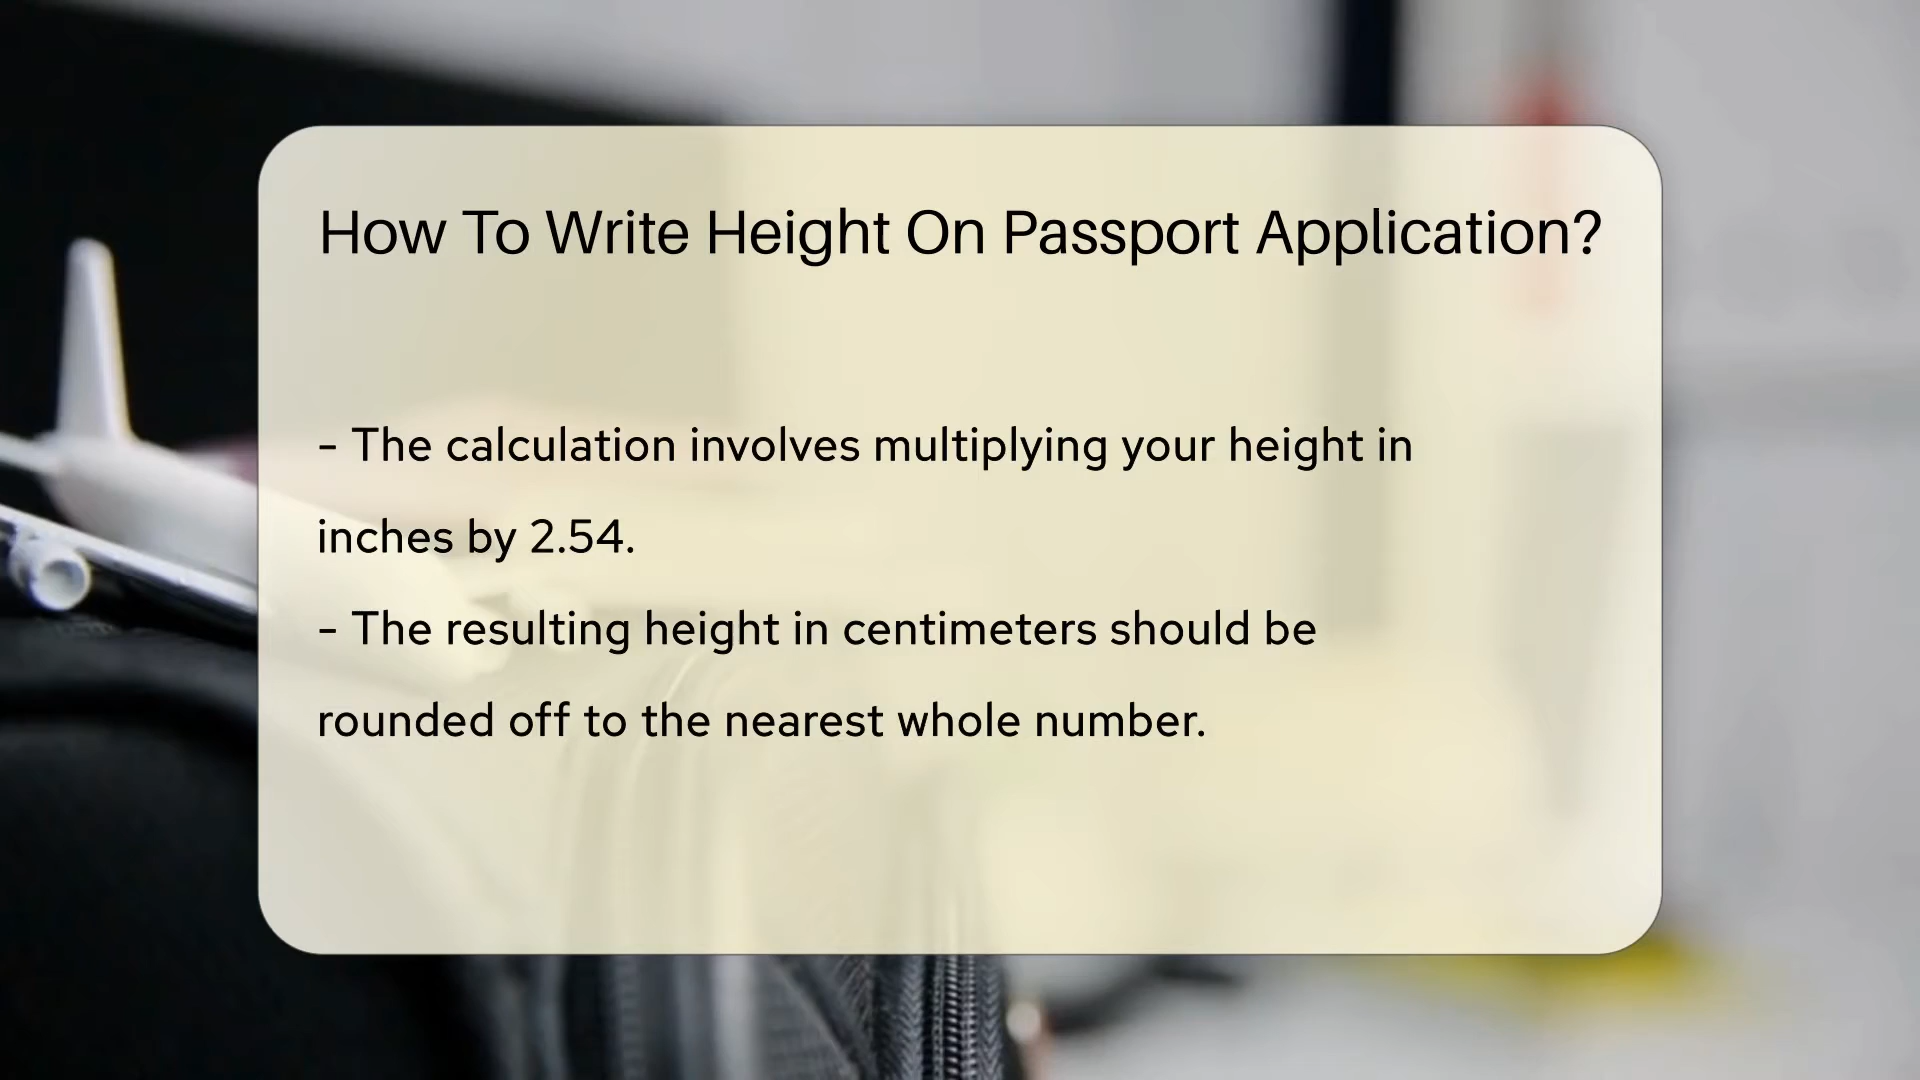 How To Write Height On Passport Application?
- The calculation involves multiplying your height in
inches by 2.54.
- The resulting height in centimeters should be
rounded off to the nearest whole number.